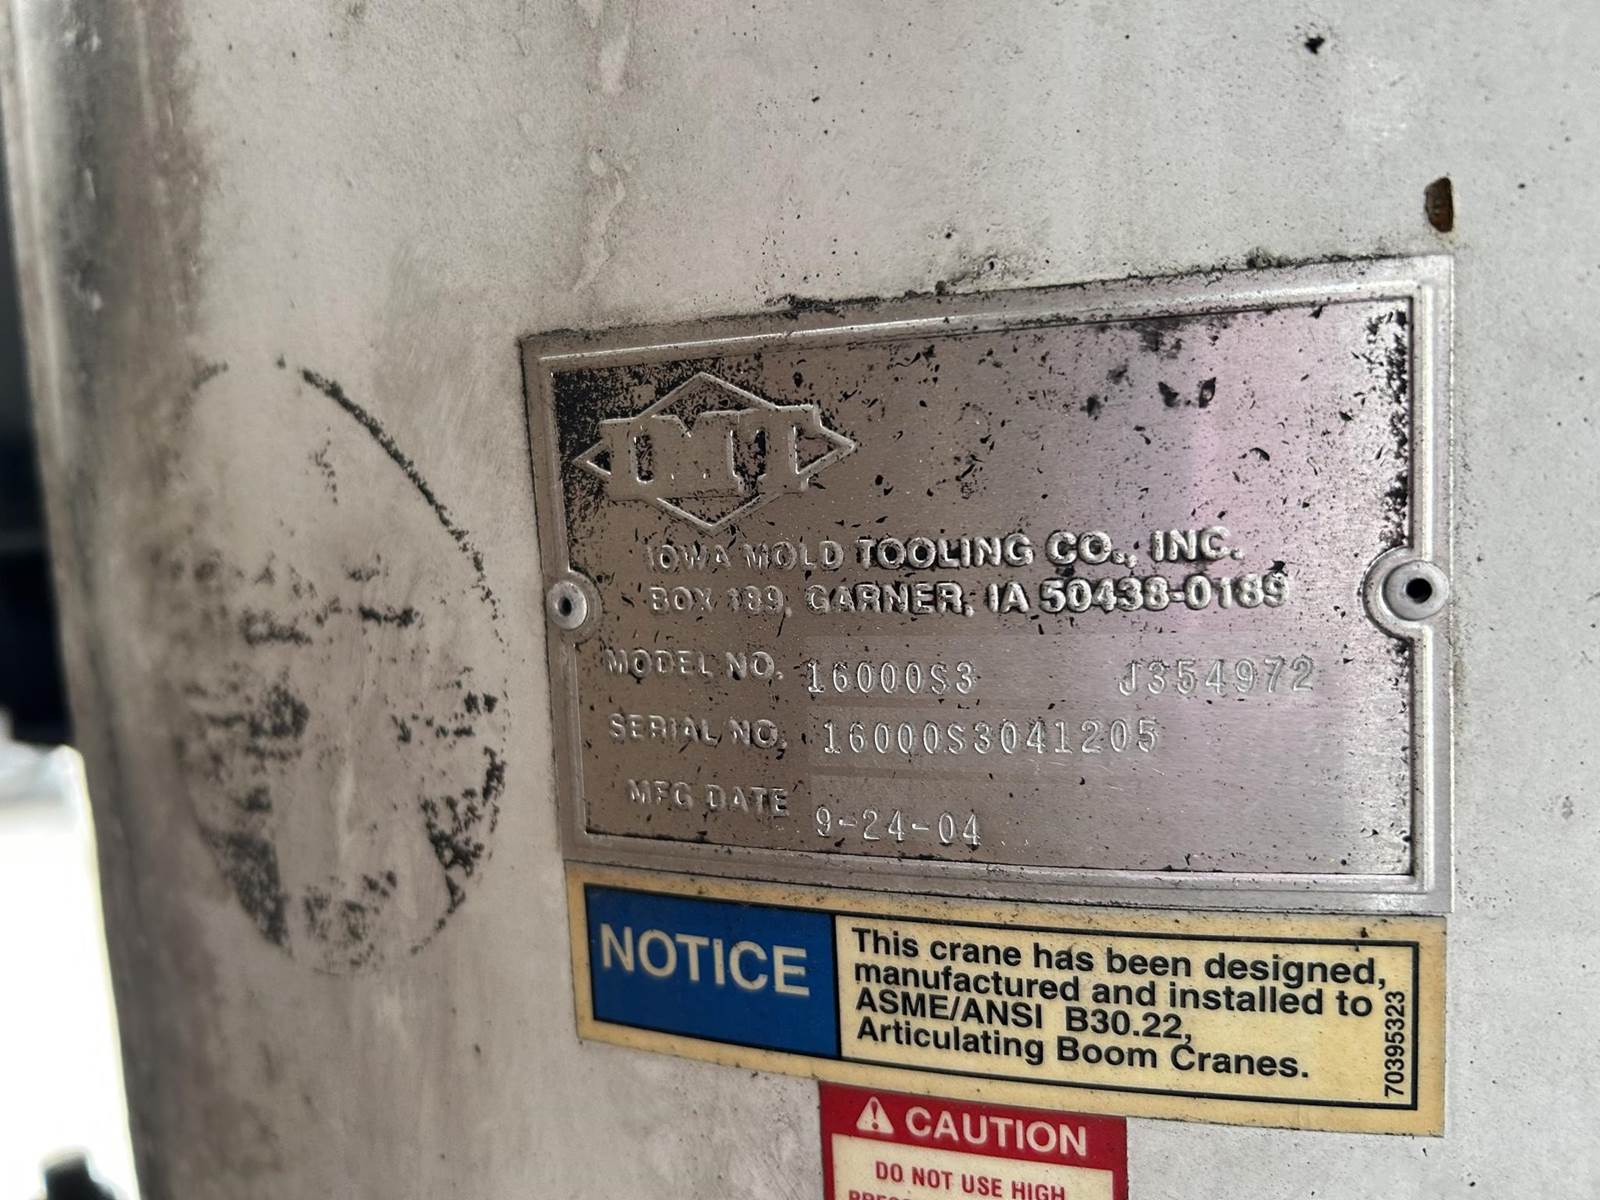 IMT
IOWA MOLD TOOLING CO., INC.
BOX 189, GARNER, IA 50438-0189
MODEL NO. 16000S3 J354972
SERIAL NO. 16000S3041205
MFG DATE 9-24-04
NOTICE
This crane has been designed,
manufactured and installed to
ASME/ANSI B30.22,
Articulating Boom Cranes.
70395323
CAUTION
DO NOT USE HIGH